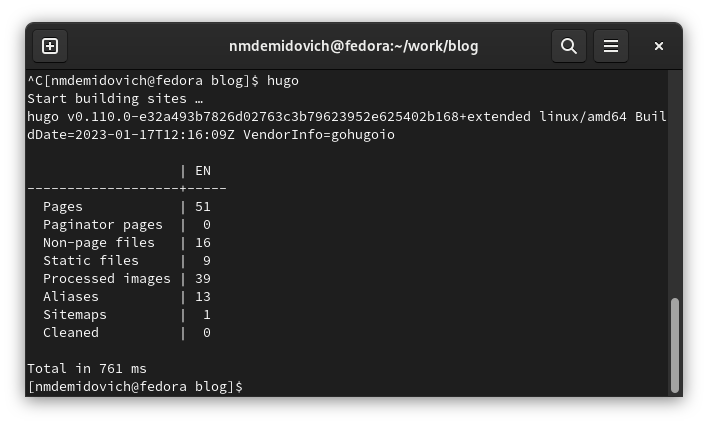 nmdemidovich@fedora:~/work/blog
^C[nmdemidovich@fedora blog]$ hugo
Start building sites …
hugo v0.110.0-e32a493b7826d02763c3b79623952e625402b168+extended linux/amd64 Buil
dDate=2023-01-17T12:16:09Z VendorInfo=gohugoio
                   | EN
-------------------+-----
  Pages            | 51
  Paginator pages  |  0
  Non-page files   | 16
  Static files     |  9
  Processed images | 39
  Aliases          | 13
  Sitemaps         |  1
  Cleaned          |  0
Total in 761 ms
[nmdemidovich@fedora blog]$